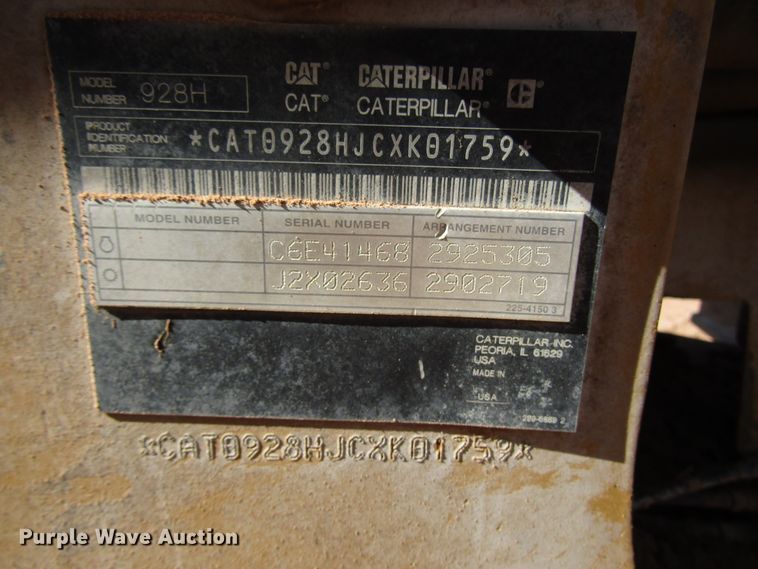 CAT® CATERPILLAR® C
MODEL NUMBER 928H CAT® CATERPILLAR®
PRODUCT
IDENTIFICATION *CAT0928HJCXK01759*
NUMBER
MODEL NUMBER SERIAL NUMBER ARRANGEMENT NUMBER
C6E41468 2925305
J2X02636 2902719
225-4150 3
CATERPILLAR INC.
PEORIA, IL 61629
USA
MADE IN
USA
*CAT0928HJCXK01759*
Purple Wave Auction